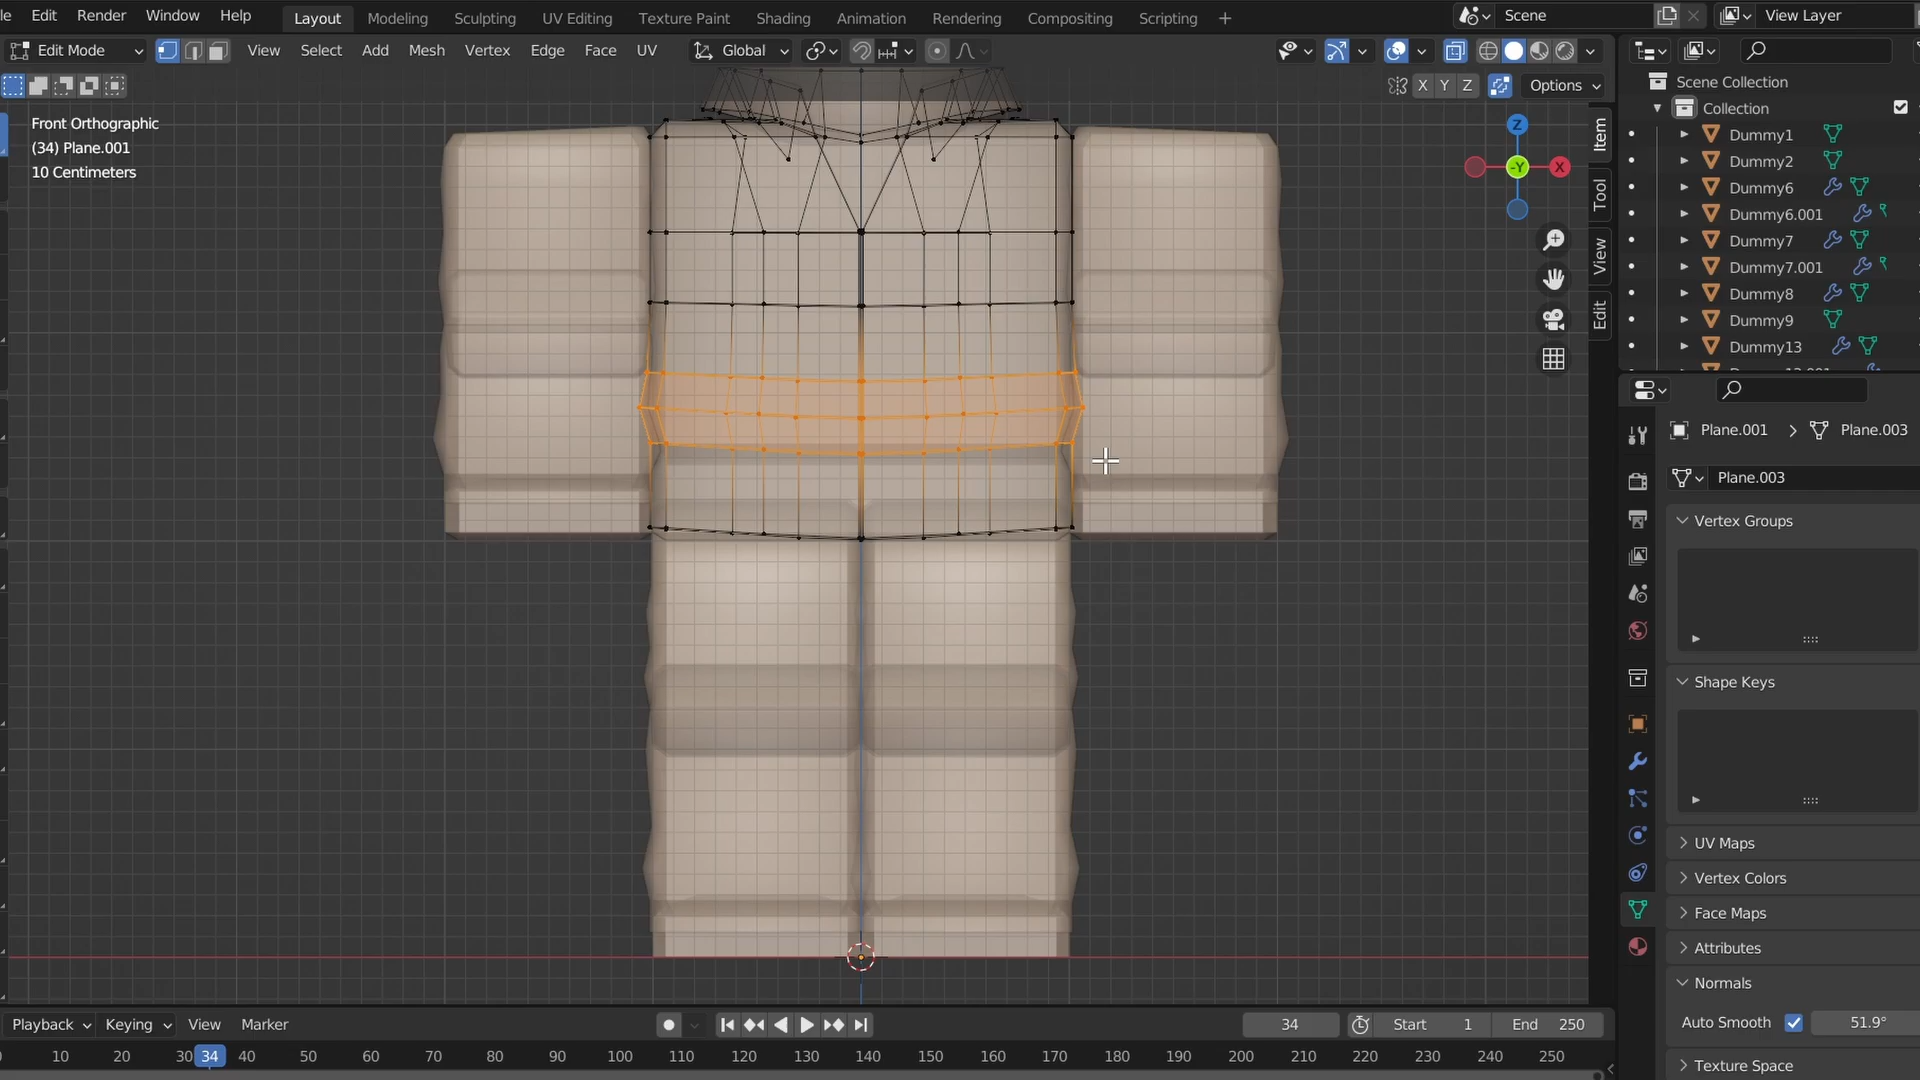 Edit Render Window Help Layout Modeling Sculpting UV Editing Texture Paint Shading Animation Rendering Compositing Scripting + Scene View Layer
Edit Mode View Select Add Mesh Vertex Edge Face UV Global
X Y Z Options
Front Orthographic
(34) Plane.001
10 Centimeters
Z
X
-Y
Item
Tool
View
Edit
Scene Collection
Collection
Dummy1
Dummy2
Dummy6
Dummy6.001
Dummy7
Dummy7.001
Dummy8
Dummy9
Dummy13
Plane.001 Plane.003
Plane.003
Vertex Groups
Shape Keys
UV Maps
Vertex Colors
Face Maps
Attributes
Normals
Auto Smooth 51.9°
Texture Space
Playback Keying View Marker 34 Start 1 End 250
10 20 30 34 40 50 60 70 80 90 100 110 120 130 140 150 160 170 180 190 200 210 220 230 240 250